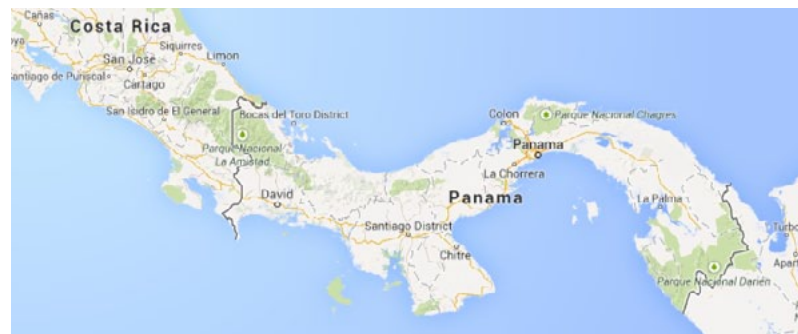 Cañas
Costa Rica
Siquirres
San Jose
Limon
Santiago de Puriscal
Cartago
San Isidro de El General
Bocas del Toro District
Parque Nacional
La Amistad
David
Santiago District
Chitre
Colon
Parque Nacional Chagres
Panama
La Chorrera
Panama
La Palma
Parque Nacional Darién
Turbo
Apart